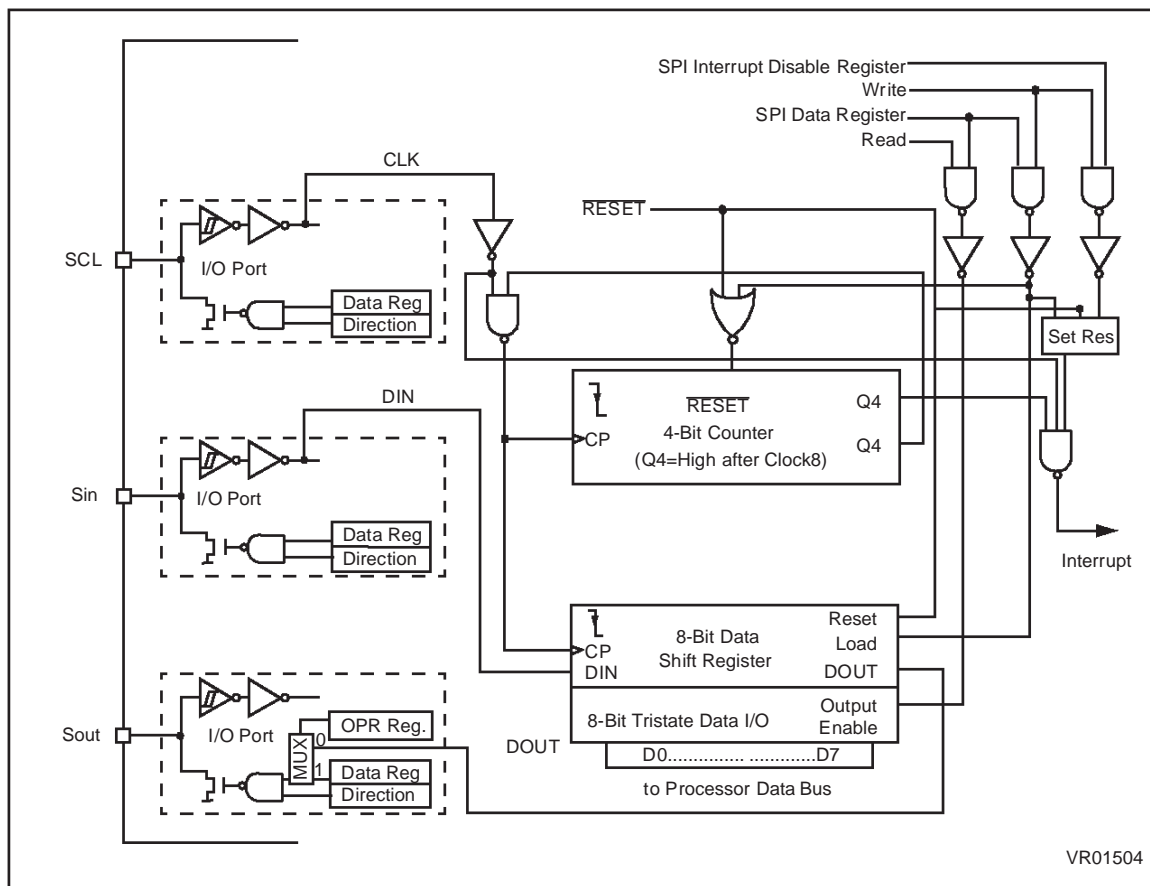 SPI Interrupt Disable Register
Write
SPI Data Register
Read
CLK
RESET
SCL
I/O Port
Data Reg
Direction
Set Res
RESET
4-Bit Counter
(Q4=High after Clock8)
CP
Q4
Q4
DIN
Sin
I/O Port
Data Reg
Direction
Interrupt
8-Bit Data
Shift Register
CP
DIN
Reset
Load
DOUT
Sout
I/O Port
OPR Reg.
MUX
0
1
Data Reg
Direction
8-Bit Tristate Data I/O
Output
Enable
DOUT
D0............... .............D7
to Processor Data Bus
VR01504